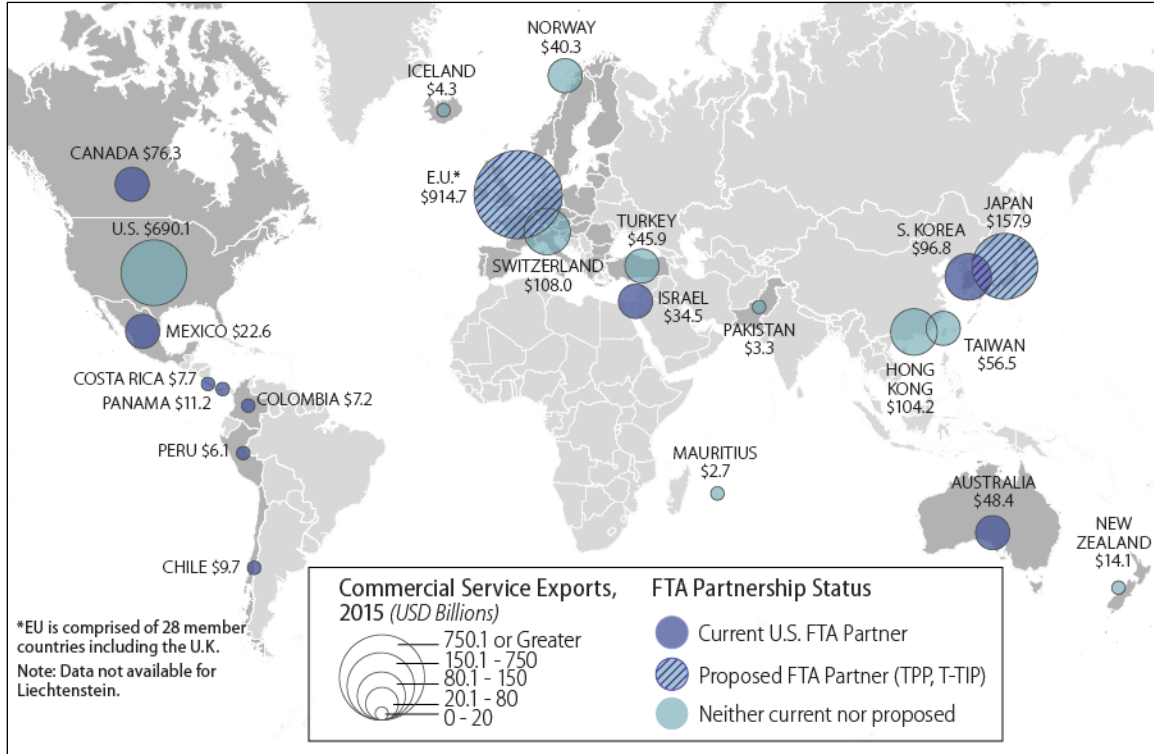 NORWAY
$40.3
ICELAND
$4.3
CANADA $76.3
E.U.*
$914.7
JAPAN
$157.9
U.S. $690.1
TURKEY
$45.9
S. KOREA
$96.8
SWITZERLAND
$108.0
ISRAEL
$34.5
MEXICO $22.6
PAKISTAN
$3.3
TAIWAN
$56.5
HONG
KONG
$104.2
COSTA RICA $7.7
PANAMA $11.2
COLOMBIA $7.2
PERU $6.1
MAURITIUS
$2.7
AUSTRALIA
$48.4
NEW
ZEALAND
$14.1
CHILE $9.7
*EU is comprised of 28 member
countries including the U.K.
Note: Data not available for
Liechtenstein.
Commercial Service Exports,
2015 (USD Billions)
750.1 or Greater
150.1 - 750
80.1 - 150
20.1 - 80
0 - 20
FTA Partnership Status
Current U.S. FTA Partner
Proposed FTA Partner (TPP, T-TIP)
Neither current nor proposed